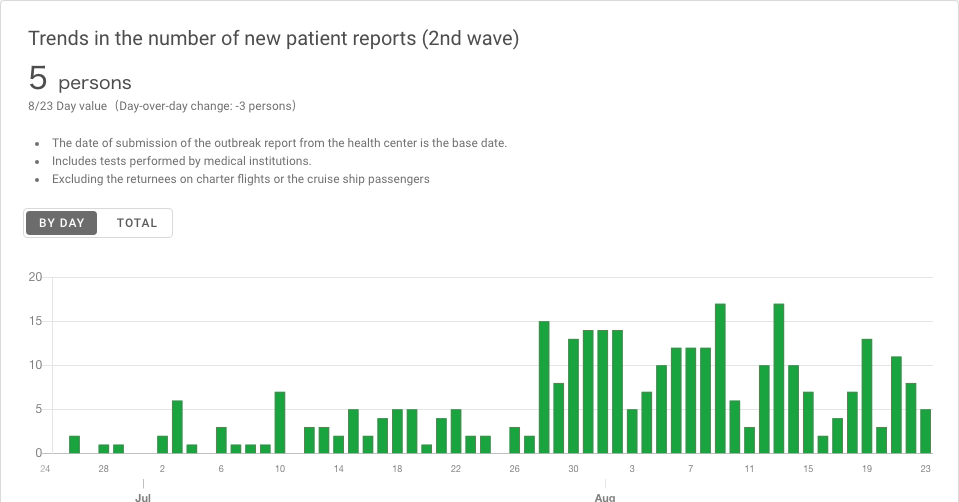 Trends in the number of new patient reports (2nd wave)
5 persons
8/23 Day value（Day-over-day change: -3 persons）
• The date of submission of the outbreak report from the health center is the base date.
• Includes tests performed by medical institutions.
• Excluding the returnees on charter flights or the cruise ship passengers
BY DAY TOTAL
20
15
10
5
0
24 28 2 6 10 14 18 22 26 30 3 7 11 15 19 23
Jul Aug